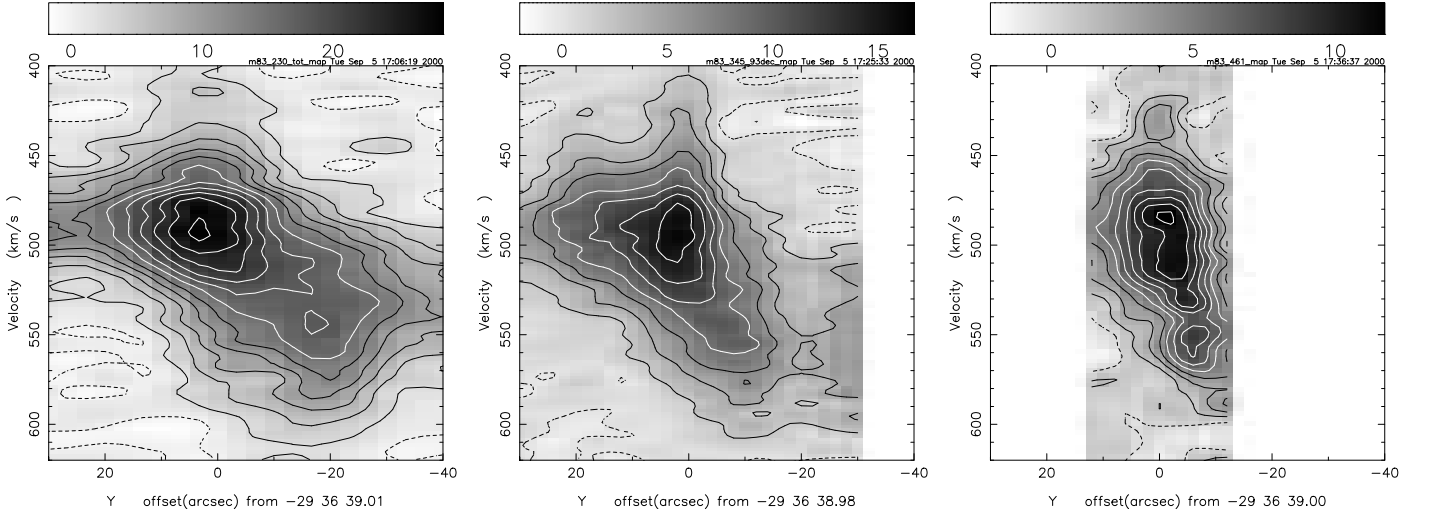 0 10 20
m83_230_tot_map Tue Sep 5 17:06:19 2000
400
450
500
550
600
Velocity (km/s )
20 0 −20 −40
Y offset(arcsec) from −29 36 39.01
0 5 10 15
m83_345_93dec_map Tue Sep 5 17:25:33 2000
400
450
500
550
600
Velocity (km/s )
20 0 −20 −40
Y offset(arcsec) from −29 36 38.98
0 5 10
m83_461_map Tue Sep 5 17:36:37 2000
400
450
500
550
600
Velocity (km/s )
20 0 −20 −40
Y offset(arcsec) from −29 36 39.00